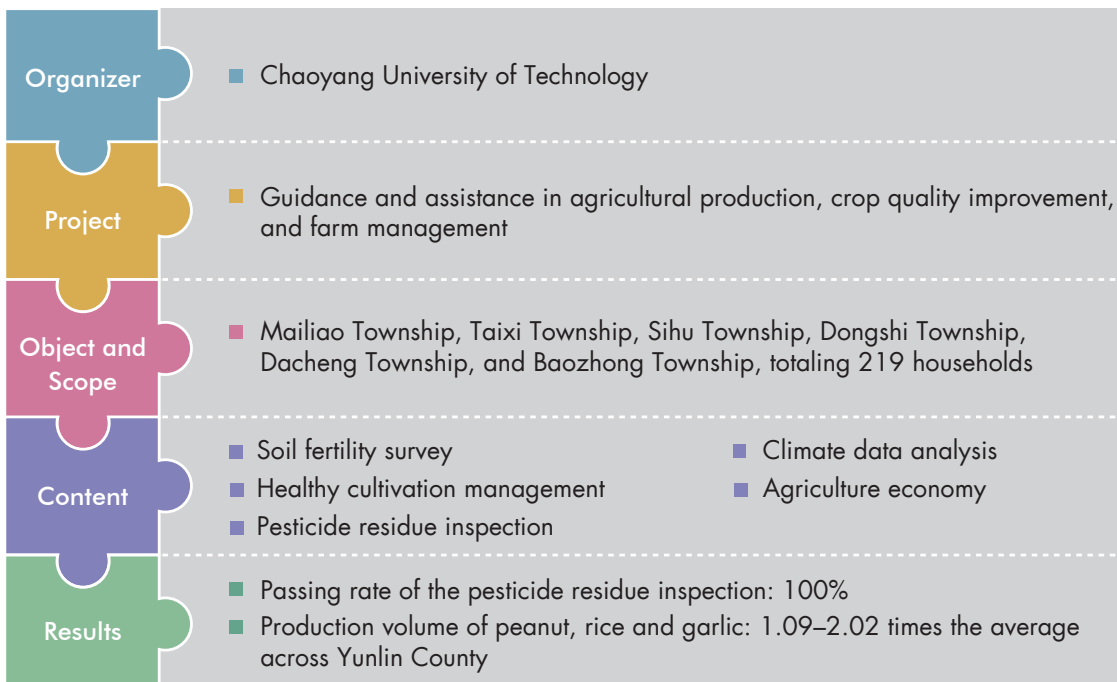 Organizer
Chaoyang University of Technology
Project
Guidance and assistance in agricultural production, crop quality improvement,
and farm management
Object and
Scope
Mailiao Township, Taixi Township, Sihu Township, Dongshi Township,
Dacheng Township, and Baozhong Township, totaling 219 households
Content
Soil fertility survey
Healthy cultivation management
Pesticide residue inspection
Climate data analysis
Agriculture economy
Results
Passing rate of the pesticide residue inspection: 100%
Production volume of peanut, rice and garlic: 1.09–2.02 times the average
across Yunlin County